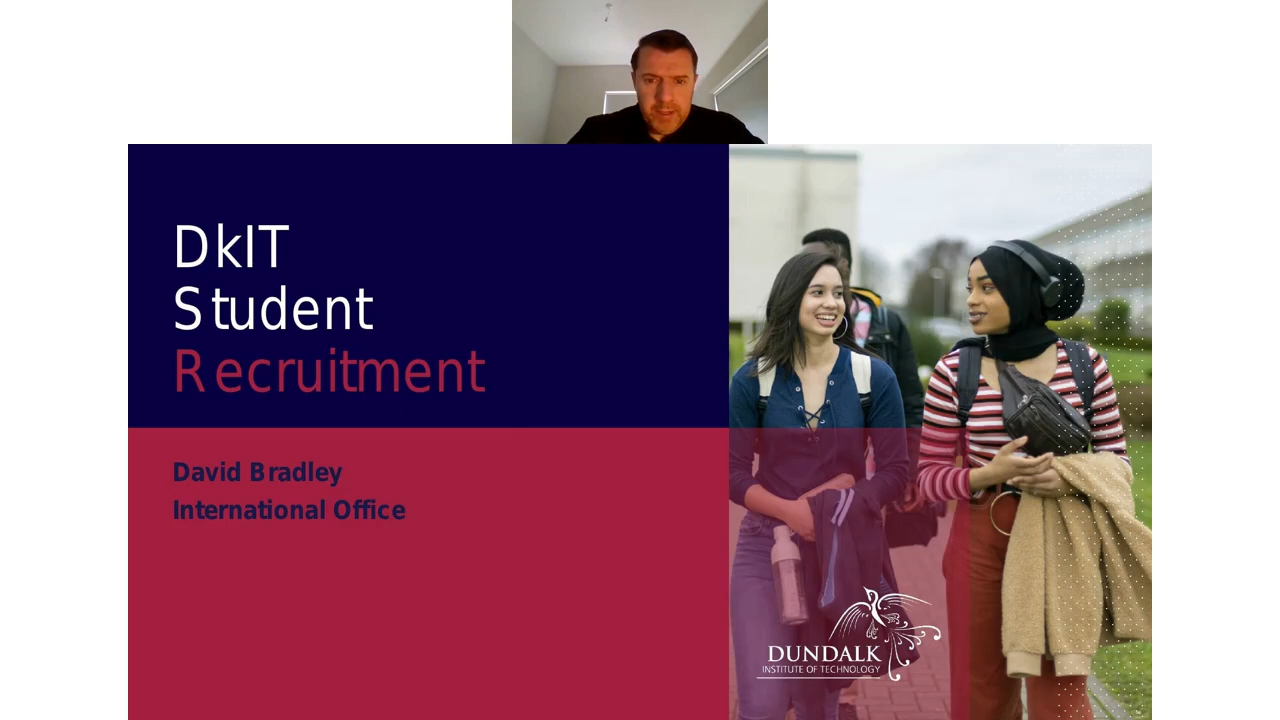 DkIT
Student
Recruitment
David Bradley
International Office
DUNDALK
INSTITUTE OF TECHNOLOGY